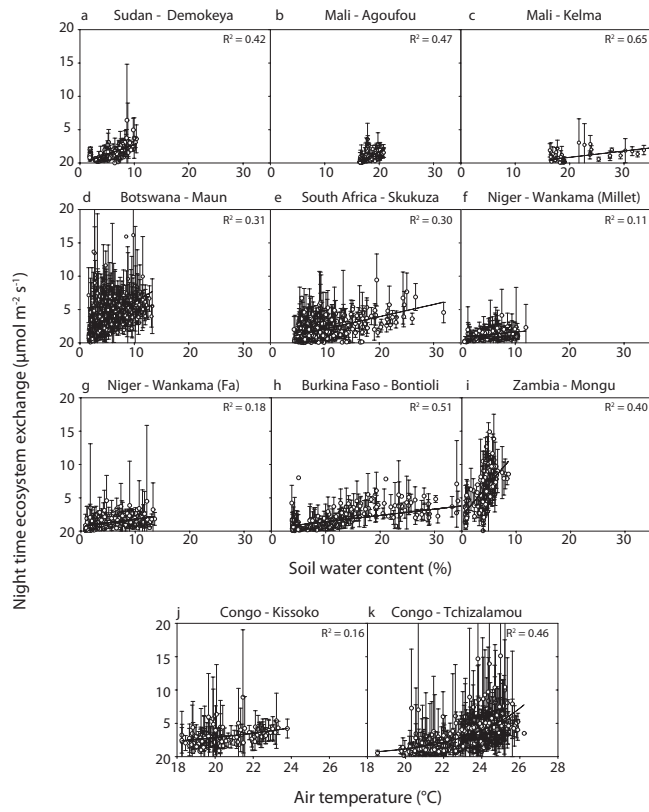 a Sudan - Demokeya b Mali - Agoufou c Mali - Kelma
R² = 0.42 R² = 0.47 R² = 0.65
20
15
10
5
20
0 10 20 30 0 10 20 30 0 10 20 30
d Botswana - Maun e South Africa - Skukuza f Niger - Wankama (Millet)
R² = 0.31 R² = 0.30 R² = 0.11
20
15
10
5
20
0 10 20 30 0 10 20 30 0 10 20 30
g Niger - Wankama (Fa) h Burkina Faso - Bontioli i Zambia - Mongu
R² = 0.18 R² = 0.51 R² = 0.40
20
15
10
5
20
0 10 20 30 0 10 20 30 0 10 20 30
Soil water content (%)
Night time ecosystem exchange (µmol m⁻² s⁻¹)
j Congo - Kissoko k Congo - Tchizalamou
R² = 0.16 R² = 0.46
20
15
10
5
20
18 20 22 24 26 18 20 22 24 26 28
Air temperature (°C)